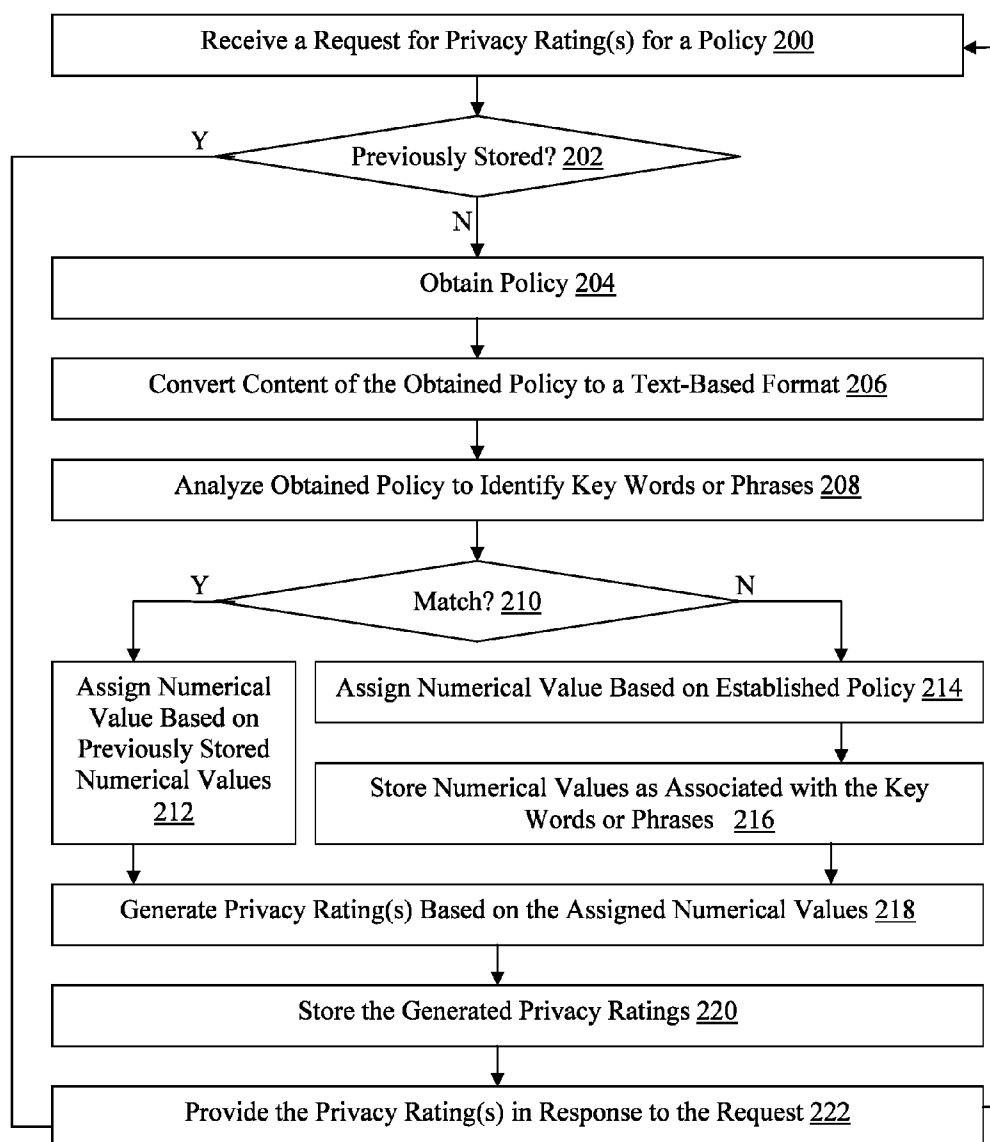 Receive a Request for Privacy Rating(s) for a Policy 200
Y
Previously Stored? 202
N
Obtain Policy 204
Convert Content of the Obtained Policy to a Text-Based Format 206
Analyze Obtained Policy to Identify Key Words or Phrases 208
Y
N
Match? 210
Assign Numerical
Value Based on
Previously Stored
Numerical Values
212
Assign Numerical Value Based on Established Policy 214
Store Numerical Values as Associated with the Key
Words or Phrases 216
Generate Privacy Rating(s) Based on the Assigned Numerical Values 218
Store the Generated Privacy Ratings 220
Provide the Privacy Rating(s) in Response to the Request 222